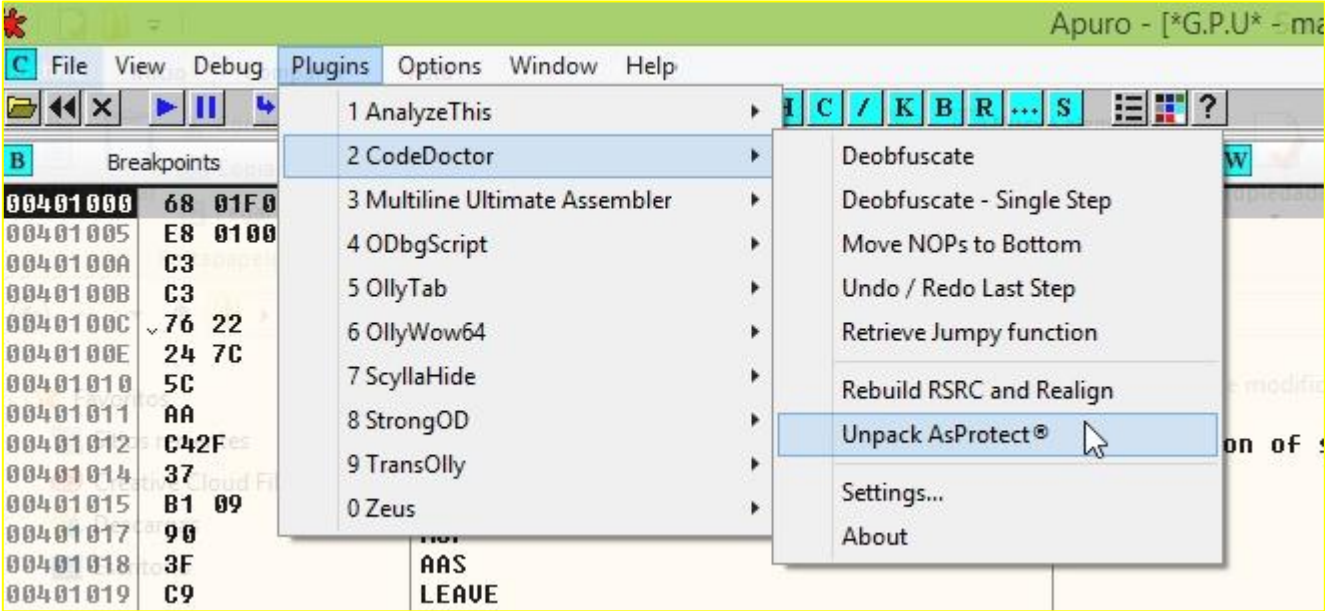 Apuro - [*G.P.U* - ma
C File View Debug Plugins Options Window Help
H C / K B R ... S ?
B Breakpoints
W
1 AnalyzeThis
2 CodeDoctor
3 Multiline Ultimate Assembler
4 ODbgScript
5 OllyTab
6 OllyWow64
7 ScyllaHide
8 StrongOD
9 TransOlly
0 Zeus
Deobfuscate
Deobfuscate - Single Step
Move NOPs to Bottom
Undo / Redo Last Step
Retrieve Jumpy function
Rebuild RSRC and Realign
Unpack AsProtect®
Settings...
About
00401000 68 01F0
00401005 E8 0100
0040100A C3
0040100B C3
0040100C 76 22
0040100E 24 7C
00401010 5C
00401011 AA
00401012 C42F
on of s
00401014 37
00401015 B1 09
00401017 90
00401018 3F AAS
00401019 C9 LEAVE